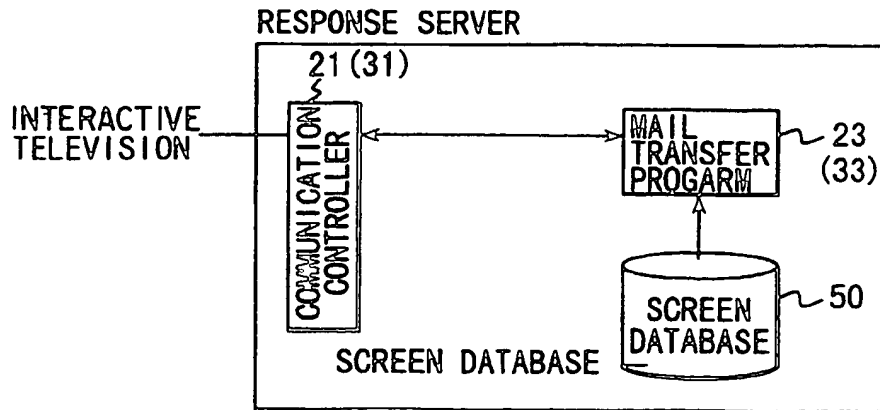 RESPONSE SERVER
21(31)
INTERACTIVE
TELEVISION
COMMUNICATION
CONTROLLER
MAIL
TRANSFER
PROGARM
23
(33)
SCREEN
DATABASE
50
SCREEN DATABASE